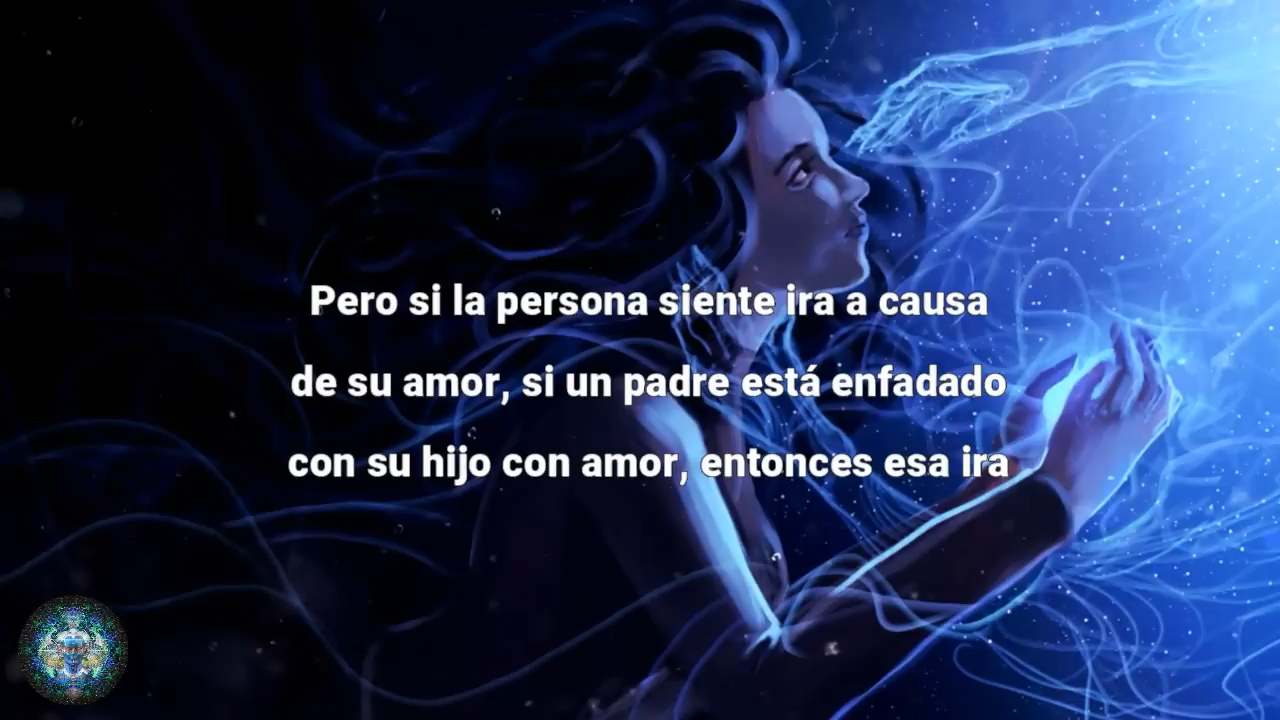 Pero si la persona siente ira a causa
de su amor, si un padre está enfadado
con su hijo con amor, entonces esa ira